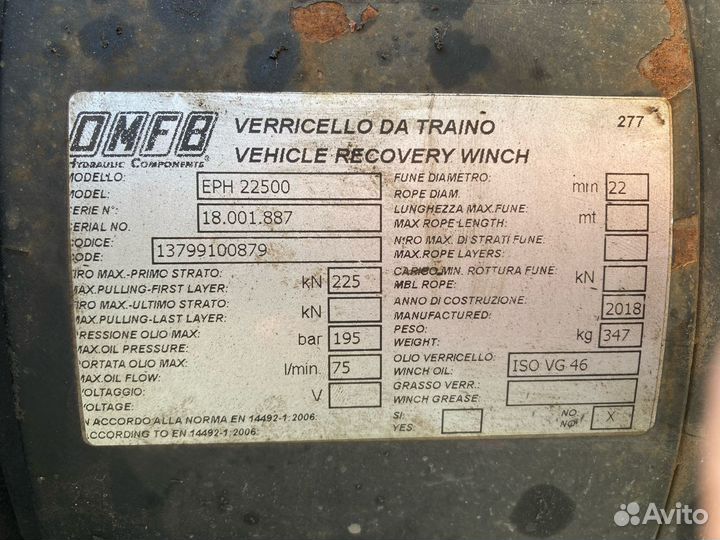 OMFB
HYDRAULIC COMPONENTS®
VERRICELLO DA TRAINO
VEHICLE RECOVERY WINCH
277
MODELLO:
MODEL:
EPH 22500
SERIE N°:
SERIAL NO.
18.001.887
CODICE:
CODE:
13799100879
TIRO MAX.-PRIMO STRATO:
MAX.PULLING-FIRST LAYER:
kN 225
TIRO MAX.-ULTIMO STRATO:
MAX.PULLING-LAST LAYER:
kN
PRESSIONE OLIO MAX:
MAX.OIL PRESSURE:
bar 195
PORTATA OLIO MAX:
MAX.OIL FLOW:
l/min. 75
VOLTAGGIO:
VOLTAGE:
V
IN ACCORDO ALLA NORMA EN 14492-1:2006:
ACCORDING TO EN 14492-1:2006:
FUNE DIAMETRO:
ROPE DIAM.
min 22
LUNGHEZZA MAX.FUNE:
MAX ROPE-LENGTH:
mt
N°RO MAX. DI STRATI FUNE:
MAX.ROPE LAYERS:
CARICO MIN. ROTTURA FUNE:
MBL ROPE:
kN
ANNO DI COSTRUZIONE:
MANUFACTURED:
2018
PESO:
WEIGHT:
kg 347
OLIO VERRICELLO:
WINCH OIL:
ISO VG 46
GRASSO VERR.:
WINCH GREASE:
SI:
YES:
NO:
NO:
X
Avito